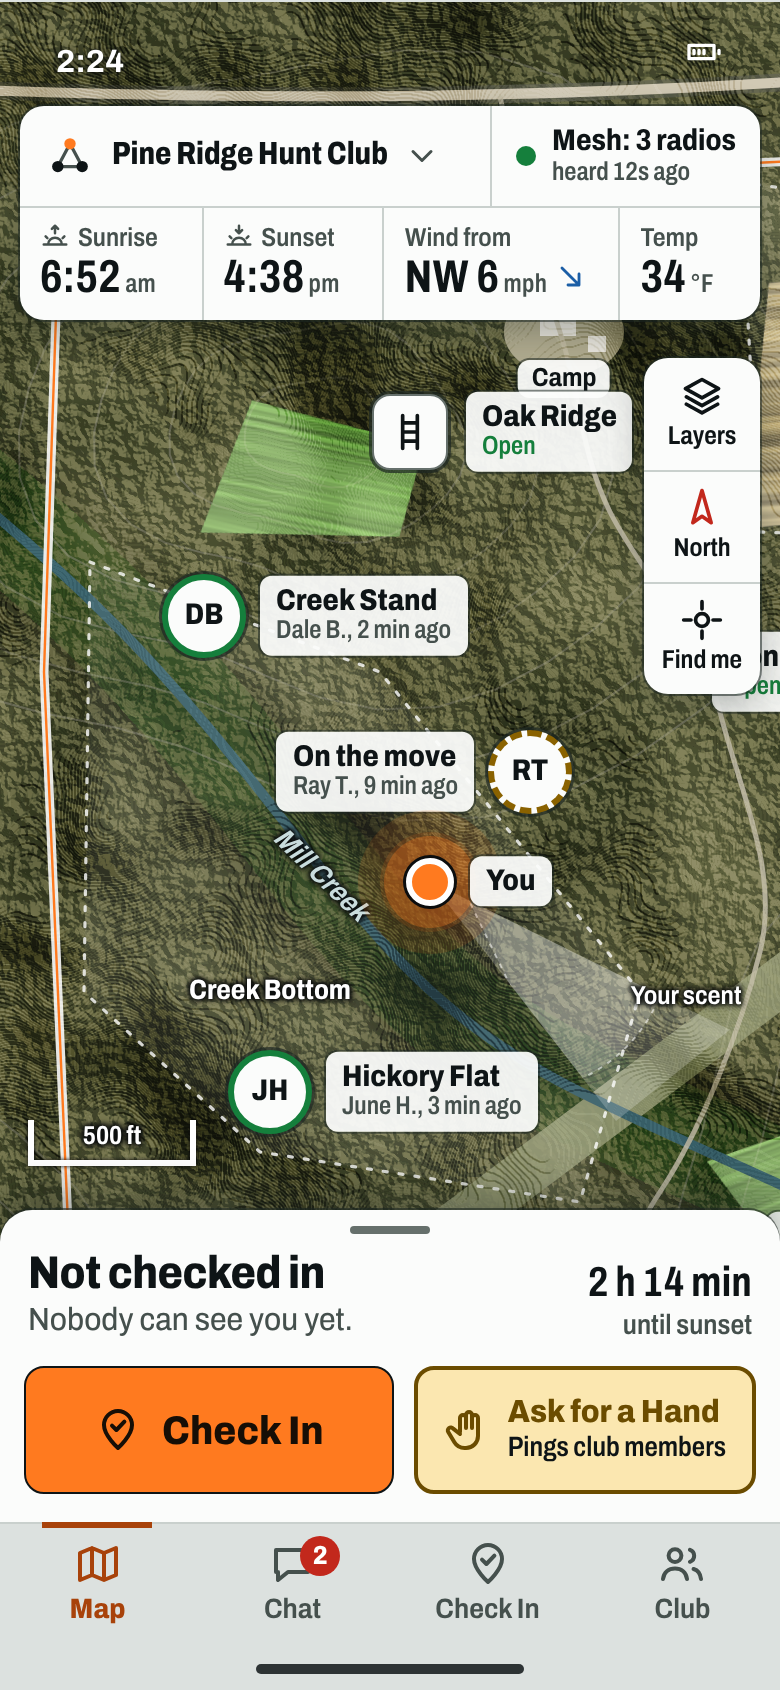 2:24
Pine Ridge Hunt Club
Mesh: 3 radios
heard 12s ago
Sunrise
6:52 am
Sunset
4:38 pm
Wind from
NW 6 mph
Temp
34 °F
Camp
Oak Ridge
Open
Layers
North
Find me
Creek Stand
Dale B., 2 min ago
DB
On the move
Ray T., 9 min ago
RT
You
Mill Creek
Creek Bottom
Your scent
JH
Hickory Flat
June H., 3 min ago
500 ft
Not checked in
Nobody can see you yet.
2 h 14 min
until sunset
Check In
Ask for a Hand
Pings club members
Map
Chat
2
Check In
Club